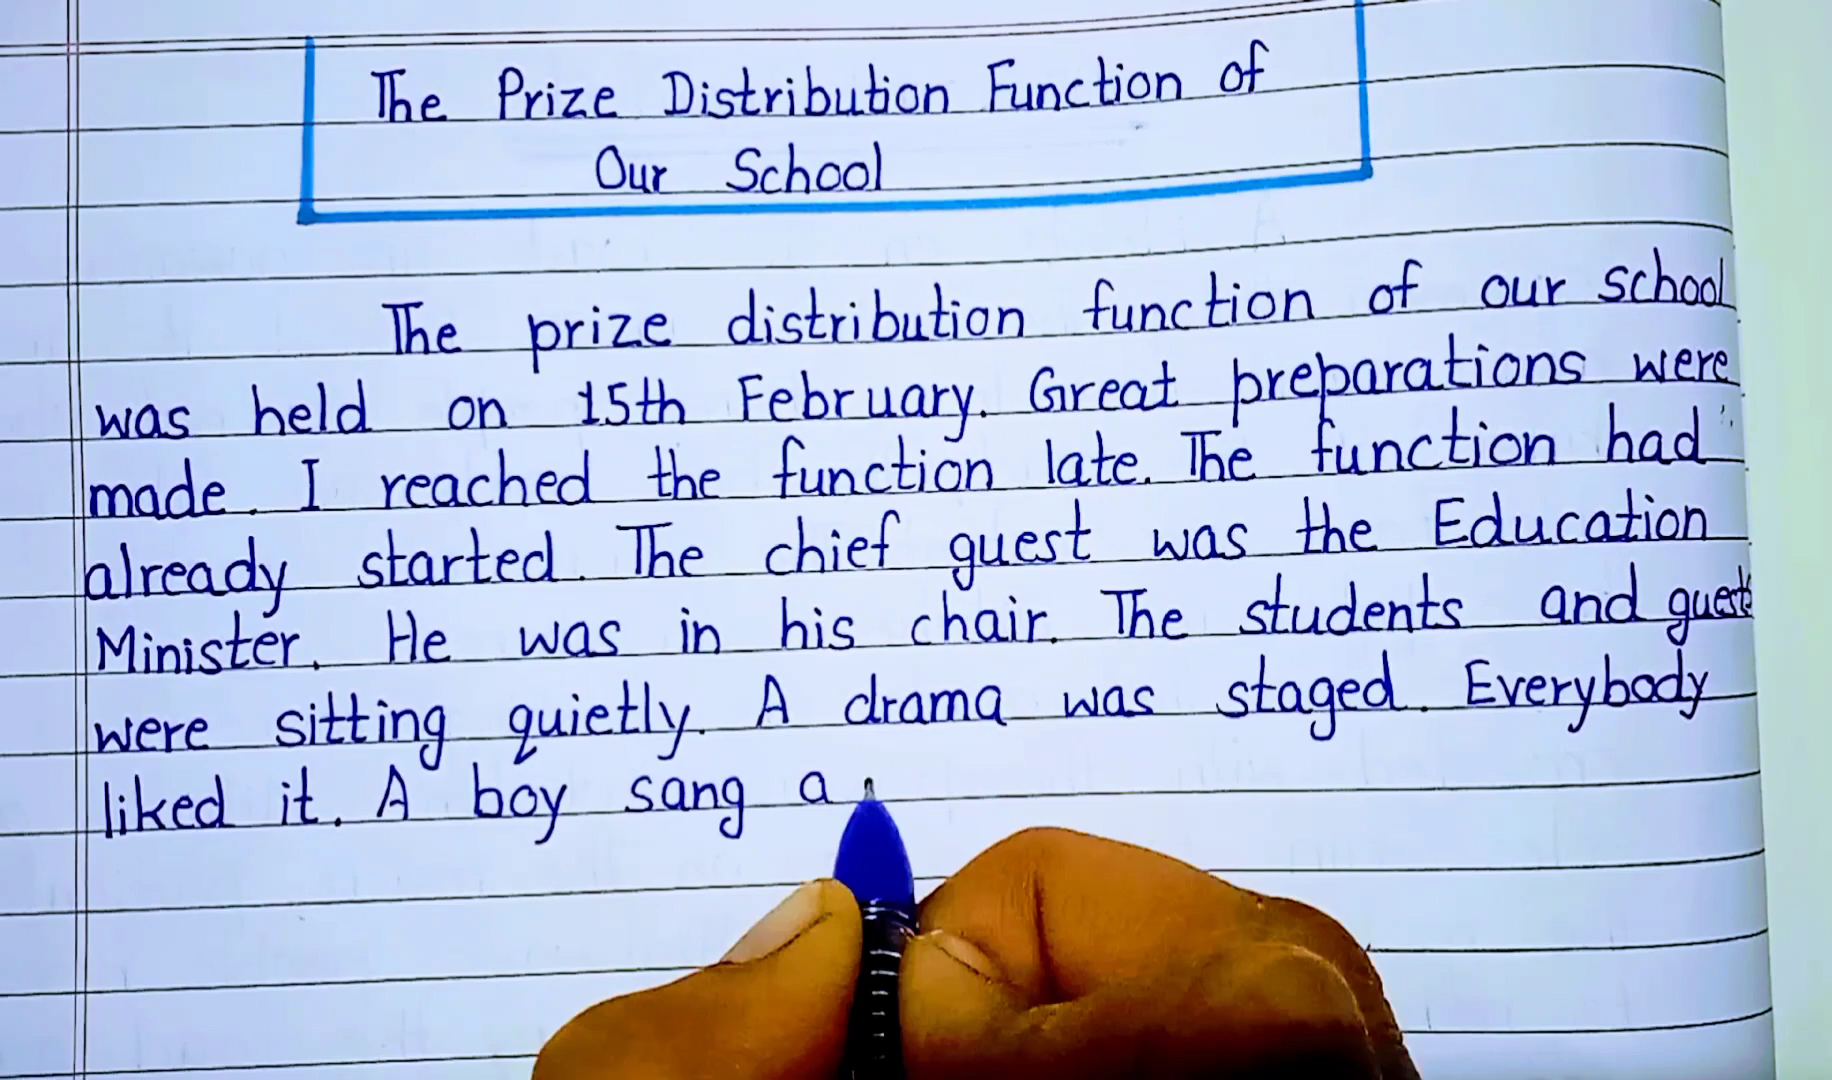 The Prize Distribution Function of
Our School
The prize distribution function of our school
was held on 15th February. Great preparations were
made. I reached the function late. The function had
already started. The chief guest was the Education
Minister. He was in his chair. The students and guests
were sitting quietly. A drama was staged. Everybody
liked it. A boy sang a